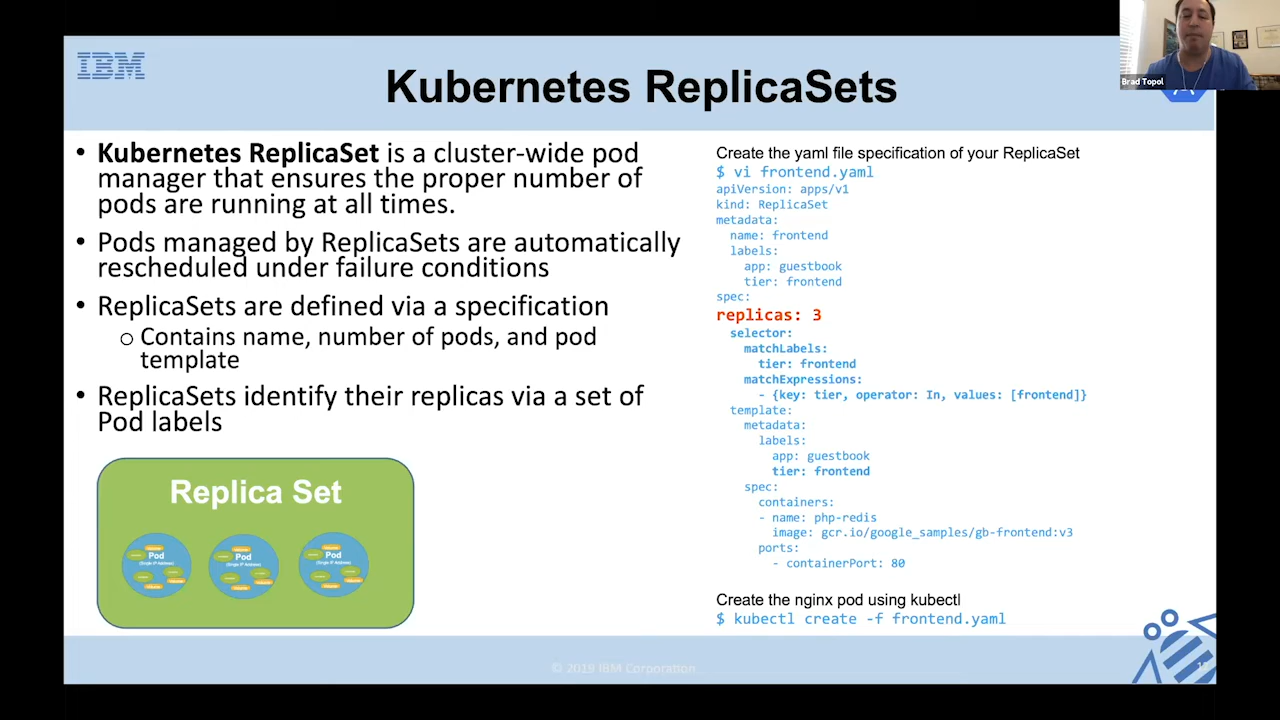 IBM
Kubernetes ReplicaSets
Brad Topol
• Kubernetes ReplicaSet is a cluster-wide pod
manager that ensures the proper number of
pods are running at all times.
• Pods managed by ReplicaSets are automatically
rescheduled under failure conditions
• ReplicaSets are defined via a specification
o Contains name, number of pods, and pod
template
• ReplicaSets identify their replicas via a set of
Pod labels
Replica Set
Pod
(Single IP Address)
Pod
(Single IP Address)
Pod
(Single IP Address)
Create the yaml file specification of your ReplicaSet
$ vi frontend.yaml
apiVersion: apps/v1
kind: ReplicaSet
metadata:
name: frontend
labels:
app: guestbook
tier: frontend
spec:
replicas: 3
selector:
matchLabels:
tier: frontend
matchExpressions:
- {key: tier, operator: In, values: [frontend]}
template:
metadata:
labels:
app: guestbook
tier: frontend
spec:
containers:
- name: php-redis
image: gcr.io/google_samples/gb-frontend:v3
ports:
- containerPort: 80
Create the nginx pod using kubectl
$ kubectl create -f frontend.yaml
© 2019 IBM Corporation